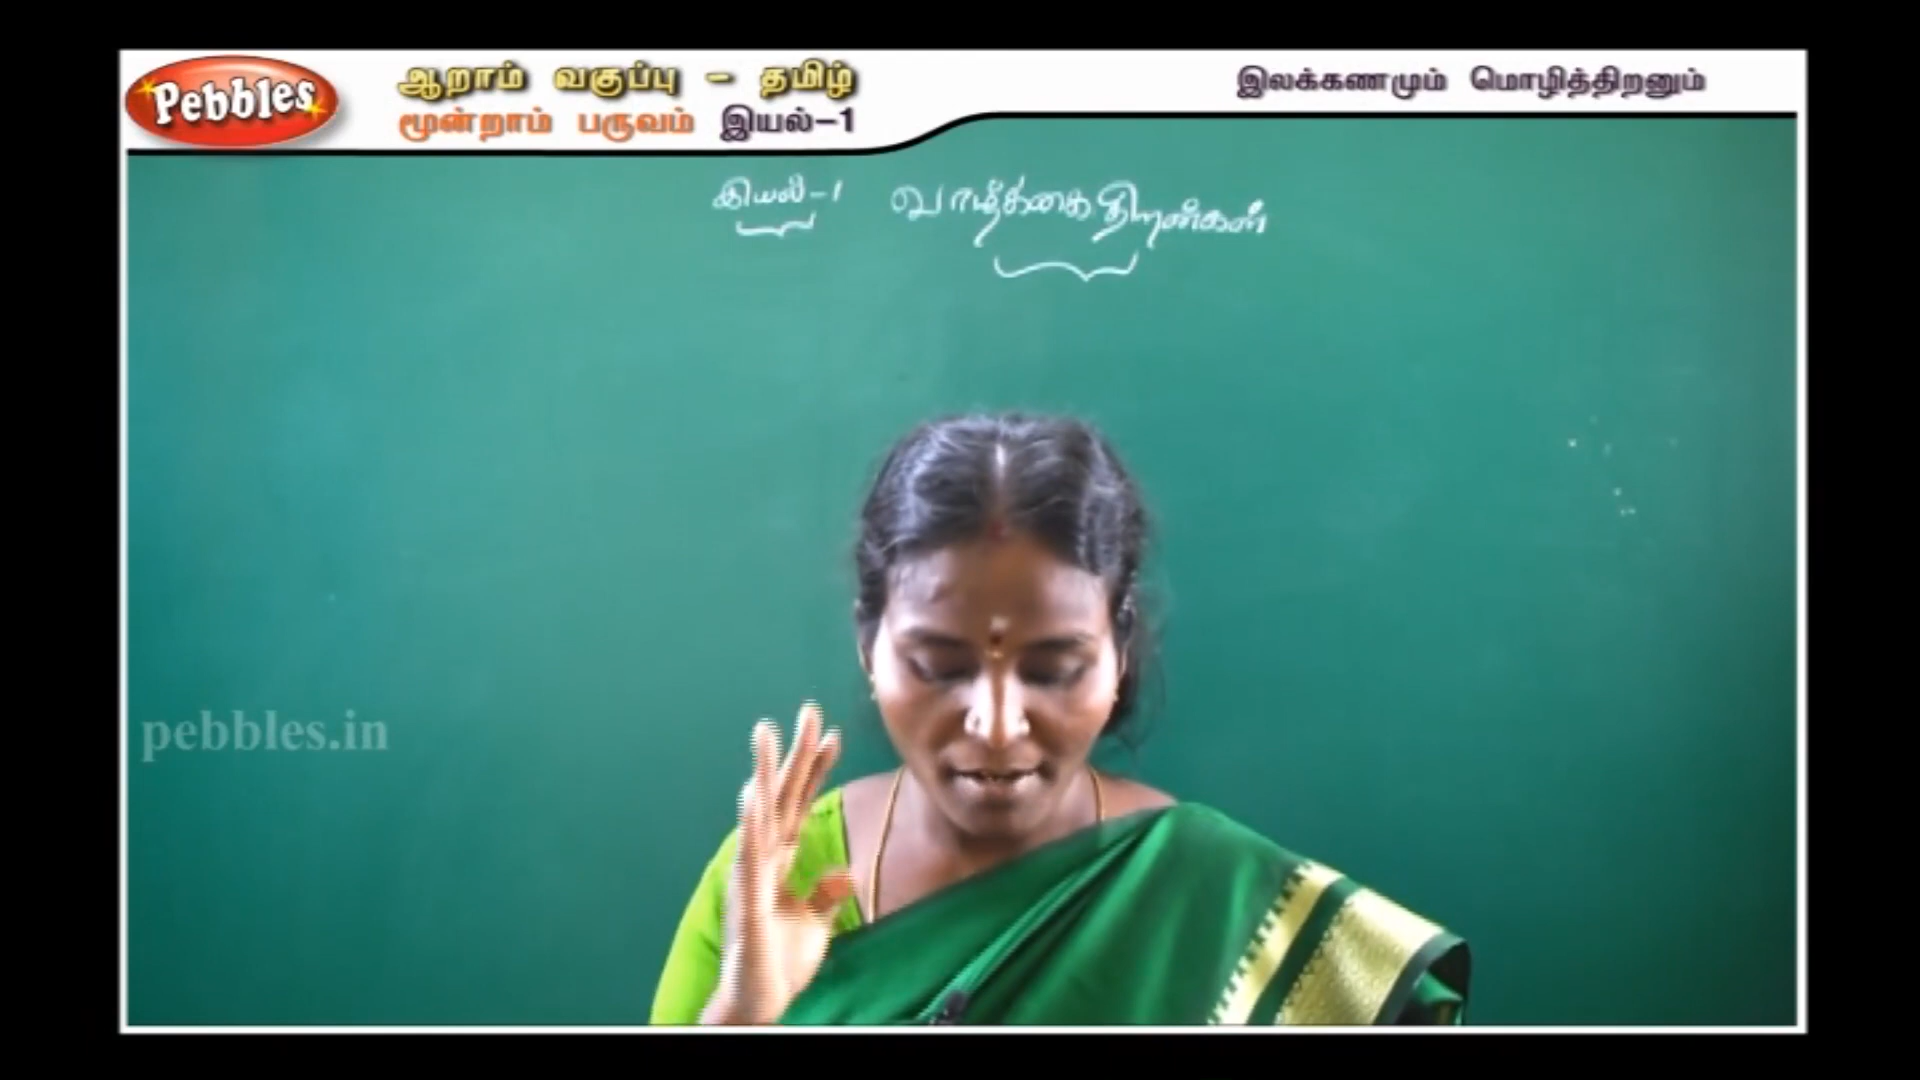 Pebbles
ஆறாம் வகுப்பு - தமிழ்
மூன்றாம் பருவம் இயல்-1
இலக்கணமும் மொழித்திறனும்
இயல்-1 வாழ்க்கை திறன்கள்
pebbles.in